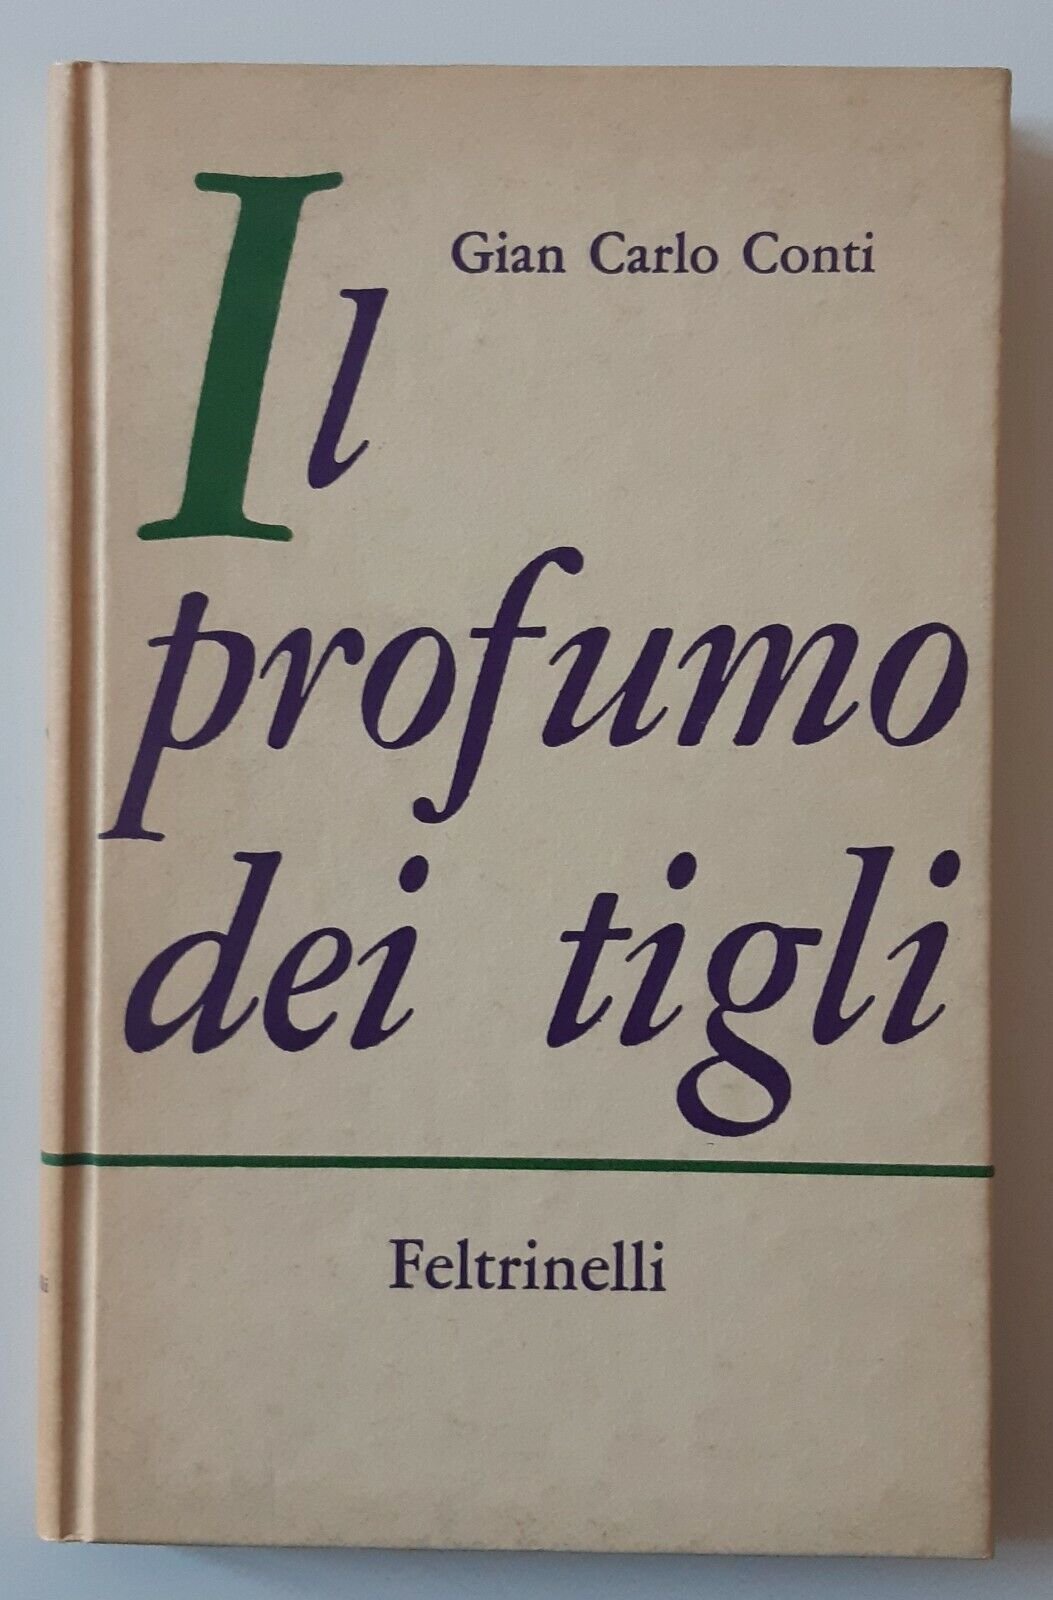 Gian Carlo Conti
Il
profumo
dei tigli
Feltrinelli